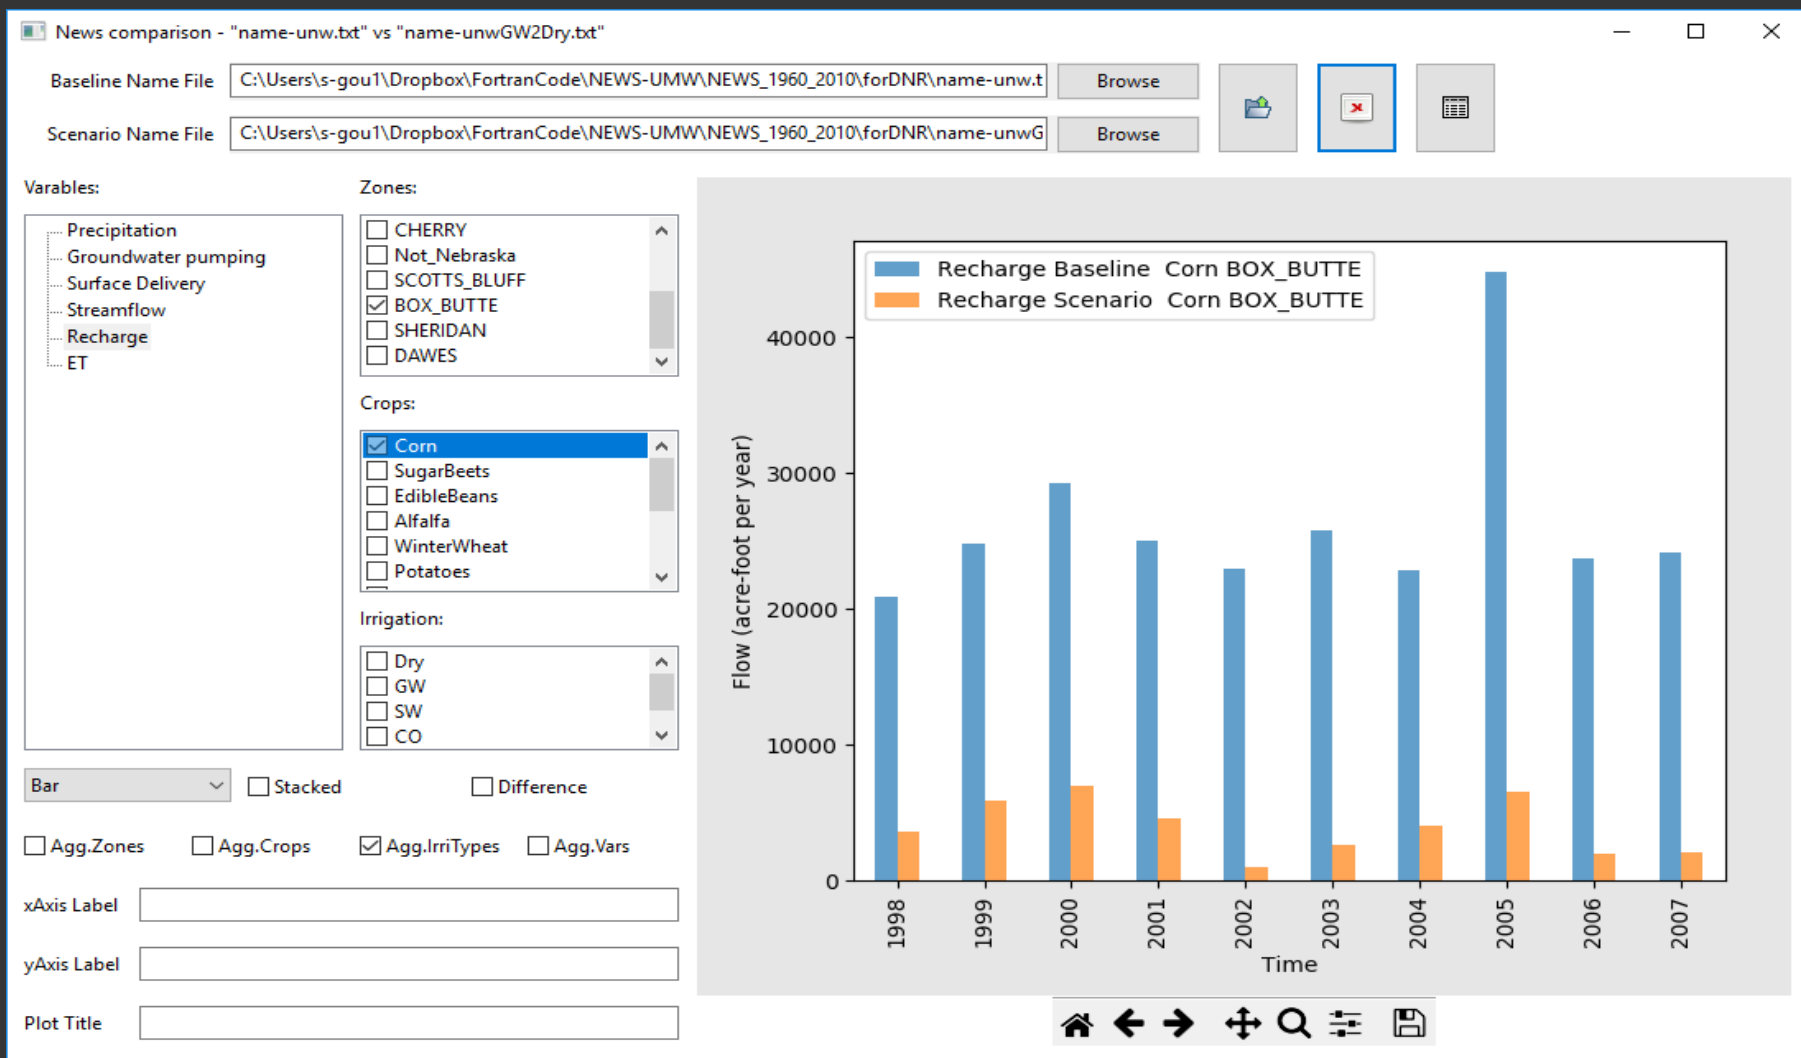 News comparison - "name-unw.txt" vs "name-unwGW2Dry.txt"
Baseline Name File C:\Users\s-gou1\Dropbox\FortranCode\NEWS-UMW\NEWS_1960_2010\forDNR\name-unw.t Browse
Scenario Name File C:\Users\s-gou1\Dropbox\FortranCode\NEWS-UMW\NEWS_1960_2010\forDNR\name-unwG Browse
Varables:
Precipitation
Groundwater pumping
Surface Delivery
Streamflow
Recharge
ET
Zones:
CHERRY
Not_Nebraska
SCOTTS_BLUFF
BOX_BUTTE
SHERIDAN
DAWES
Crops:
Corn
SugarBeets
EdibleBeans
Alfalfa
WinterWheat
Potatoes
Irrigation:
Dry
GW
SW
CO
Bar Stacked Difference
Agg.Zones Agg.Crops Agg.IrriTypes Agg.Vars
xAxis Label
yAxis Label
Plot Title
Recharge Baseline Corn BOX_BUTTE
Recharge Scenario Corn BOX_BUTTE
Flow (acre-foot per year)
40000
30000
20000
10000
0
1998 1999 2000 2001 2002 2003 2004 2005 2006 2007
Time